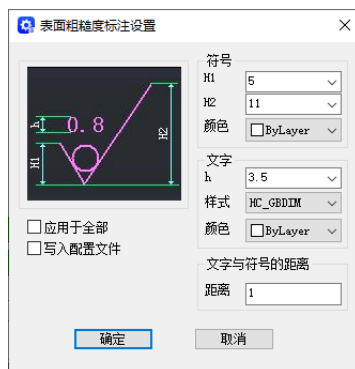 表面粗糙度标注设置
h
0.8
H1
H2
应用于全部
写入配置文件
符号
H1 5
H2 11
颜色 ByLayer
文字
h 3.5
样式 HC_GBDIM
颜色 ByLayer
文字与符号的距离
距离 1
确定 取消